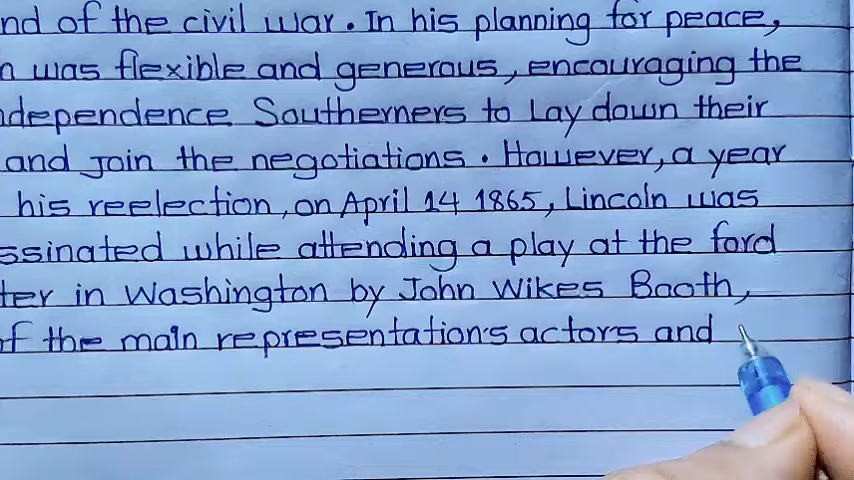 nd of the civil war. In his planning for peace,
n was flexible and generous, encouraging the
dependence Southerners to Lay down their
and Join the negotiations. However, a year
his reelection, on April 14 1865, Lincoln was
ssinated while attending a play at the ford
ter in Washington by John Wikes Booth,
of the main representations actors and